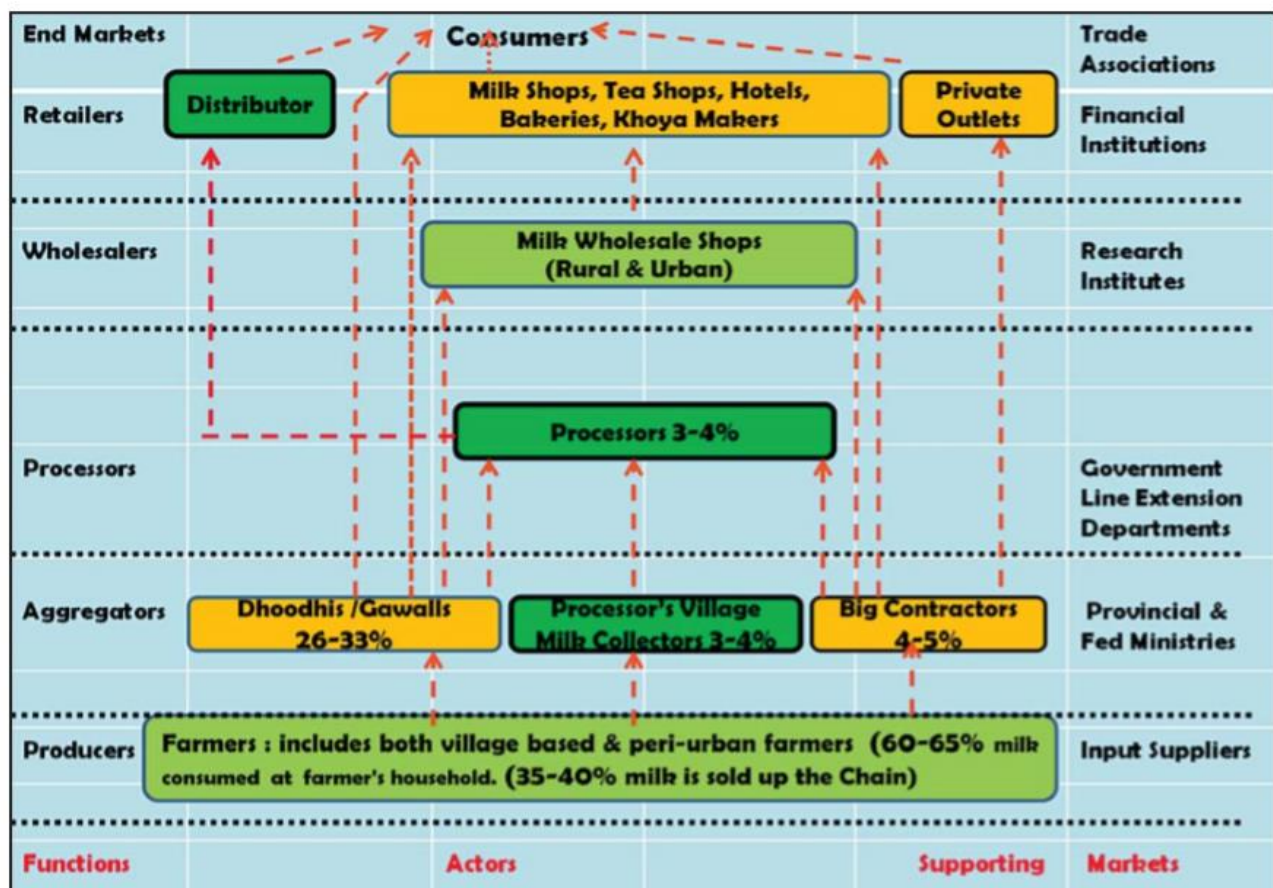 End Markets
Consumers
Trade
Associations
Retailers
Distributor
Milk Shops, Tea Shops, Hotels,
Bakeries, Khoya Makers
Private
Outlets
Financial
Institutions
Wholesalers
Milk Wholesale Shops
(Rural & Urban)
Research
Institutes
Processors
Processors 3-4%
Government
Line Extension
Departments
Aggregators
Dhoodhis /Gawalls
26-33%
Processor's Village
Milk Collectors 3-4%
Big Contractors
4-5%
Provincial &
Fed Ministries
Producers
Farmers : includes both village based & peri-urban farmers (60-65% milk
consumed at farmer's household. (35-40% milk is sold up the Chain)
Input Suppliers
Functions
Actors
Supporting
Markets